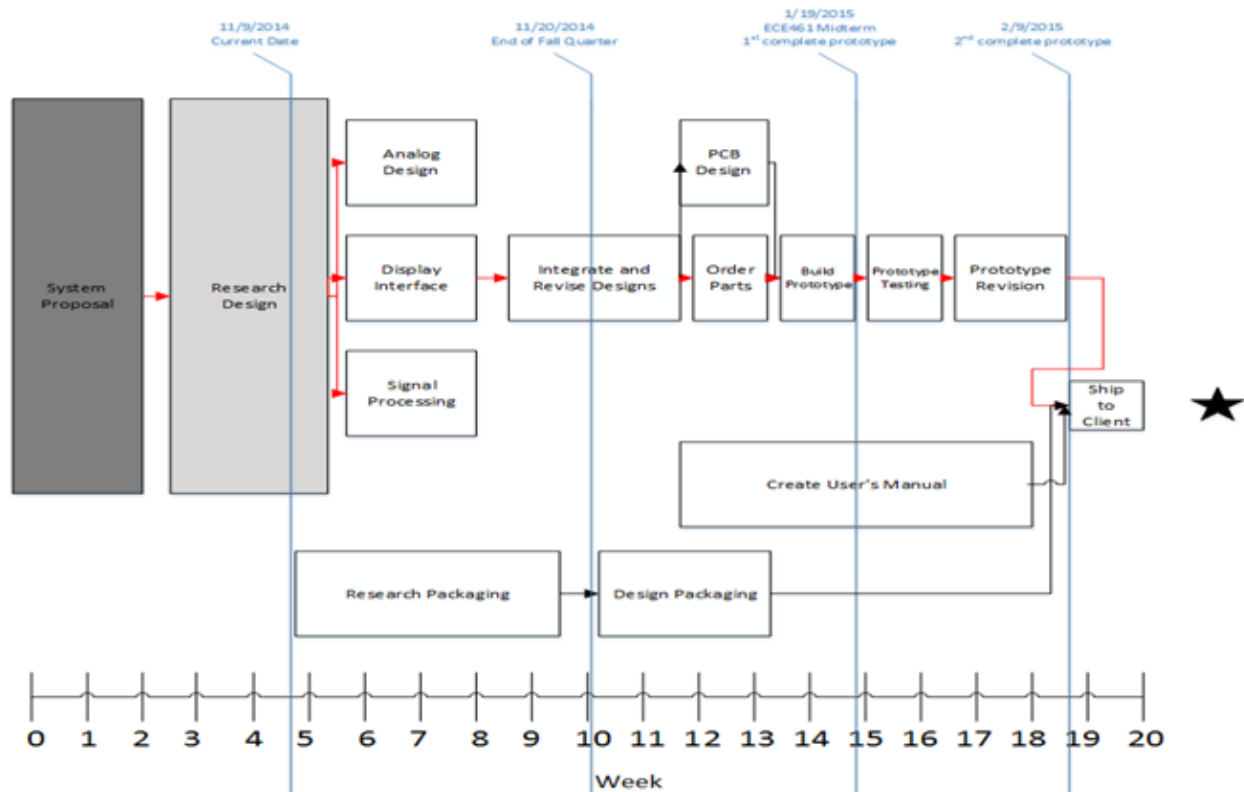 11/9/2014
Current Date
11/20/2014
End of Fall Quarter
1/19/2015
ECE461 Midterm
1st complete prototype
2/9/2015
2nd complete prototype
System
Proposal
Research
Design
Analog
Design
Display
Interface
Signal
Processing
Integrate and
Revise Designs
PCB
Design
Order
Parts
Build
Prototype
Prototype
Testing
Prototype
Revision
Ship
to
Client
Create User's Manual
Research Packaging
Design Packaging
0 1 2 3 4 5 6 7 8 9 10 11 12 13 14 15 16 17 18 19 20
Week